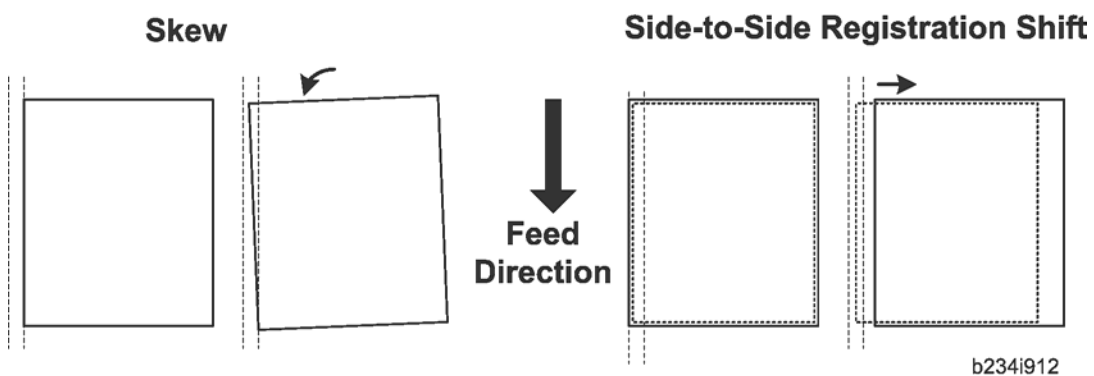 Skew
Side-to-Side Registration Shift
Feed
Direction
b234i912